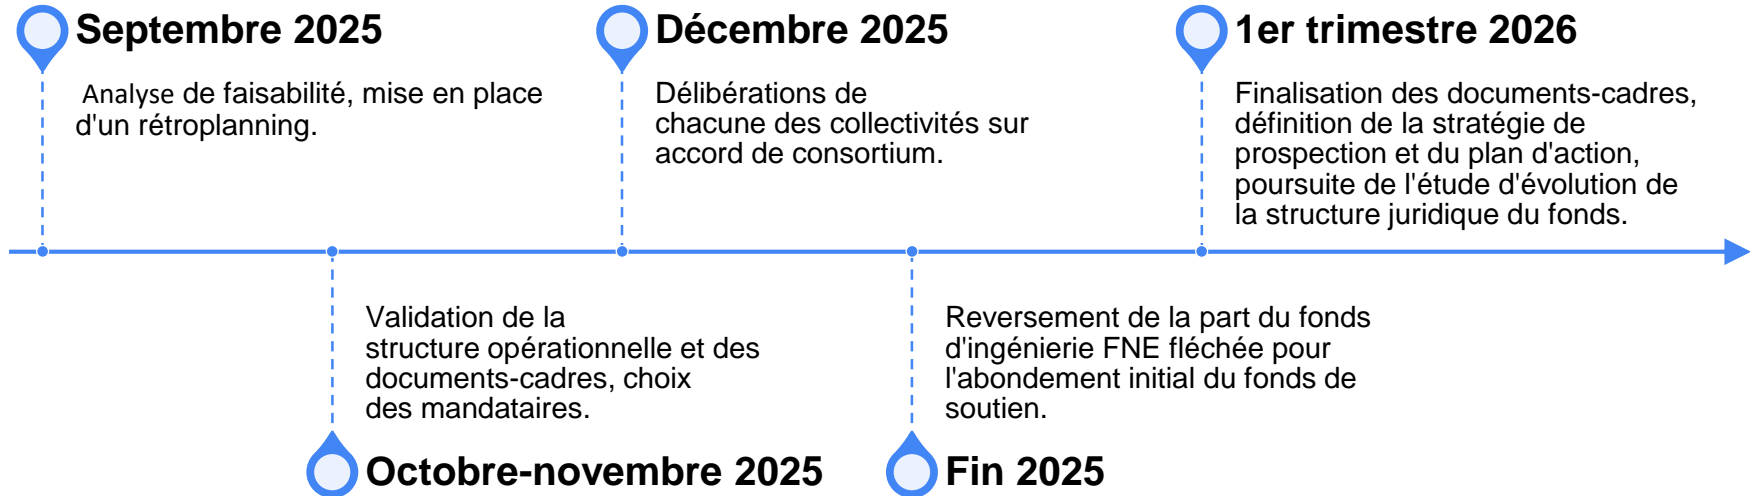 Septembre 2025
Analyse de faisabilité, mise en place
d'un rétroplanning.
Décembre 2025
Délibérations de
chacune des collectivités sur
accord de consortium.
1er trimestre 2026
Finalisation des documents-cadres,
définition de la stratégie de
prospection et du plan d'action,
poursuite de l'étude d'évolution de
la structure juridique du fonds.
Validation de la
structure opérationnelle et des
documents-cadres, choix
des mandataires.
Octobre-novembre 2025
Reversement de la part du fonds
d'ingénierie FNE fléchée pour
l'abondement initial du fonds de
soutien.
Fin 2025